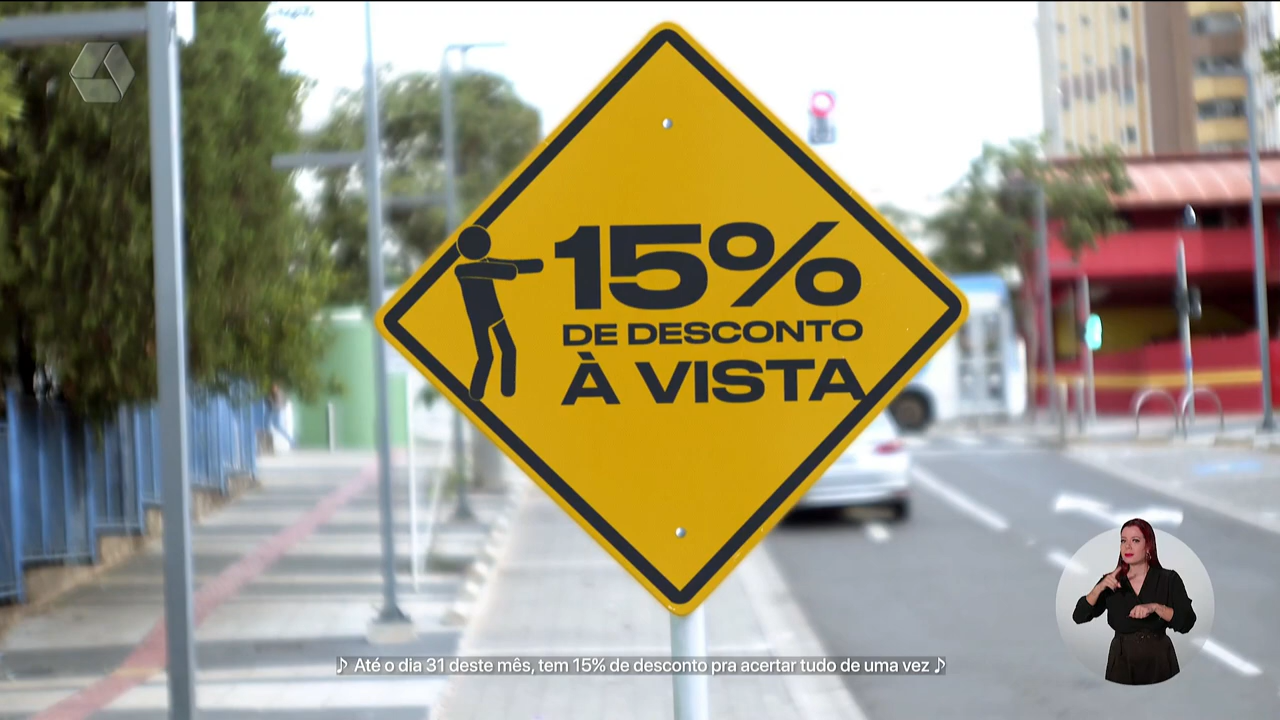 15%
DE DESCONTO
À VISTA
♪ Até o dia 31 deste mês, tem 15% de desconto pra acertar tudo de uma vez ♪